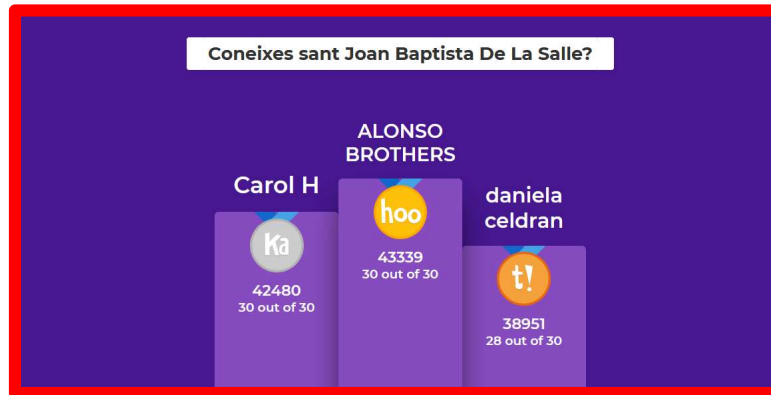 Coneixes sant Joan Baptista De La Salle?
ALONSO
BROTHERS
hoo
43339
30 out of 30
Carol H
Ka
42480
30 out of 30
daniela
celdran
t!
38951
28 out of 30